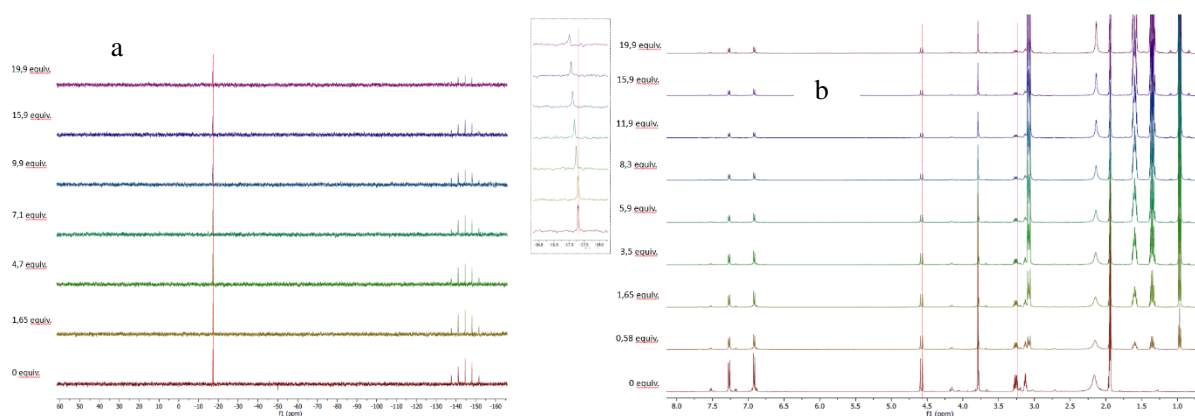 a
19,9 equiv.
15,9 equiv.
9,9 equiv.
7,1 equiv.
4,7 equiv.
1,65 equiv.
0 equiv.
60 50 40 30 20 10 0 -10 -20 -30 -40 -50 -60 -70 -80 -90 -100 -110 -120 -130 -140 -150 -160
f1 (ppm)
b
19,9 equiv.
15,9 equiv.
11,9 equiv.
8,3 equiv.
5,9 equiv.
3,5 equiv.
1,65 equiv.
0,58 equiv.
0 equiv.
8.0 7.5 7.0 6.5 6.0 5.5 5.0 4.5 4.0 3.5 3.0 2.5 2.0 1.5 1.0
f1 (ppm)